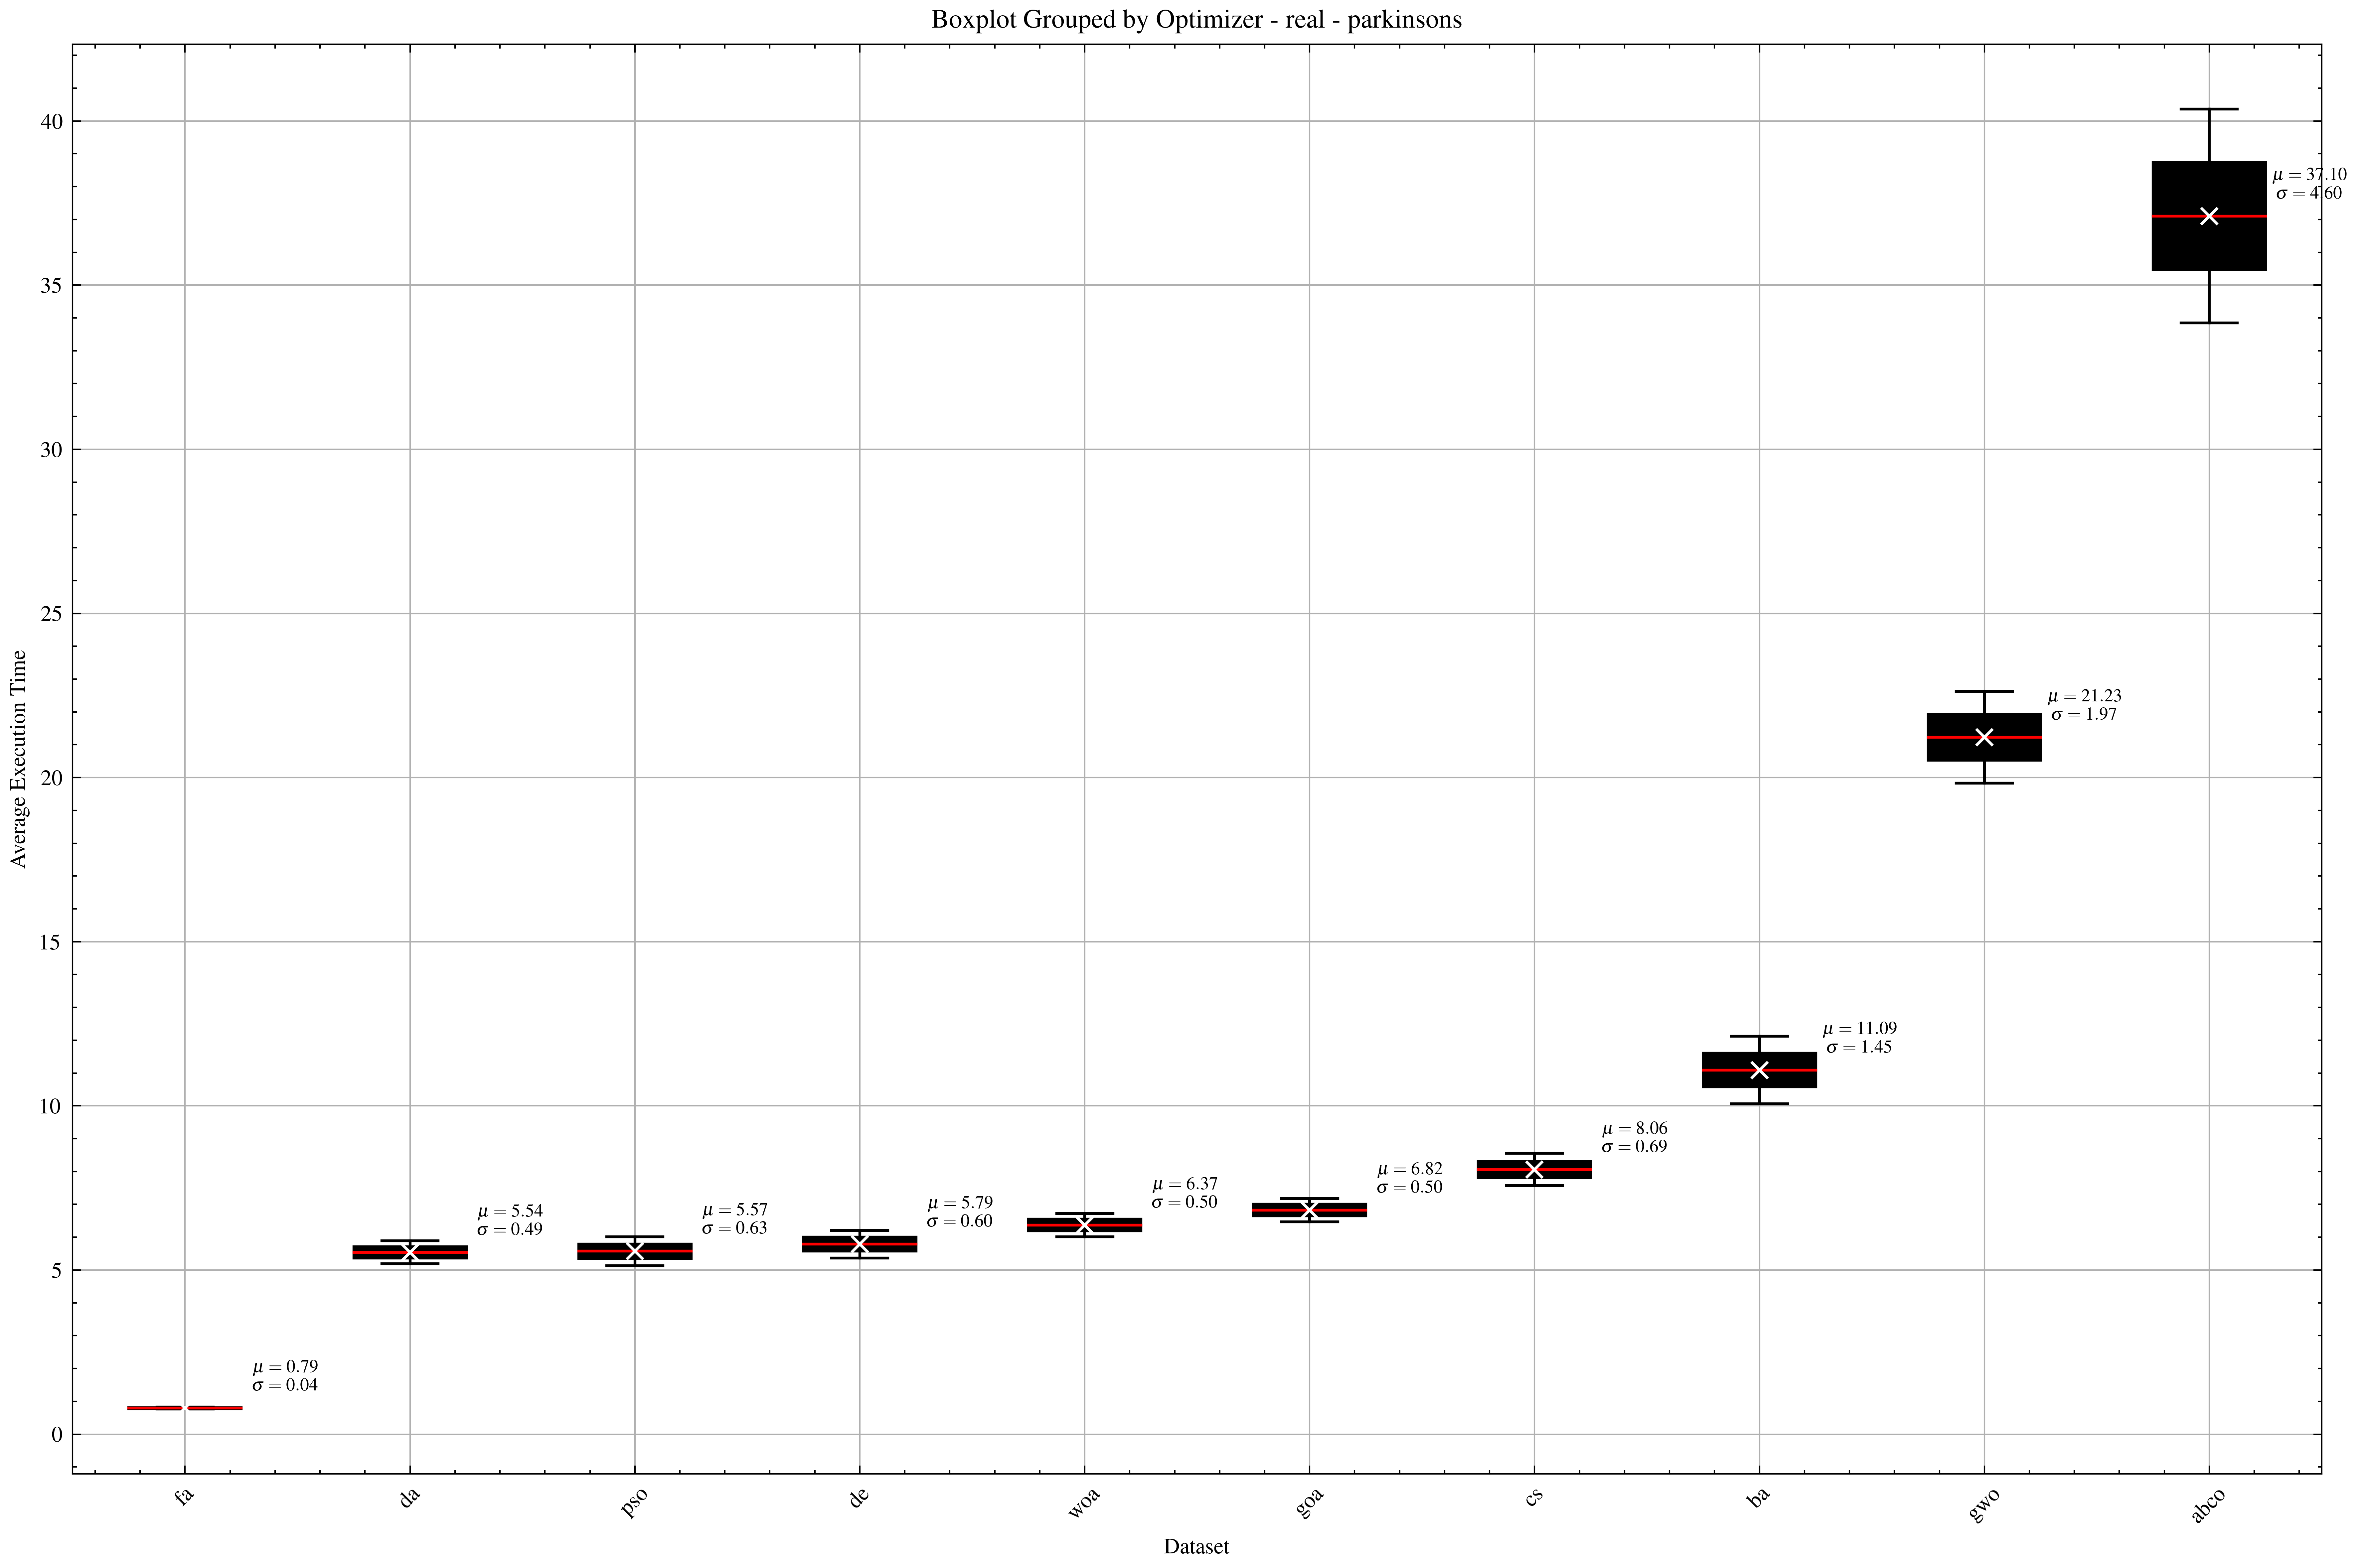 Boxplot Grouped by Optimizer - real - parkinsons
40
35
30
25
20
15
10
5
0
Average Execution Time
μ = 0.79
σ = 0.04
μ = 5.54
σ = 0.49
μ = 5.57
σ = 0.63
μ = 5.79
σ = 0.60
μ = 6.37
σ = 0.50
μ = 6.82
σ = 0.50
μ = 8.06
σ = 0.69
μ = 11.09
σ = 1.45
μ = 21.23
σ = 1.97
μ = 37.10
σ = 4.60
fa
da
pso
de
woa
goa
cs
ba
gwo
abco
Dataset